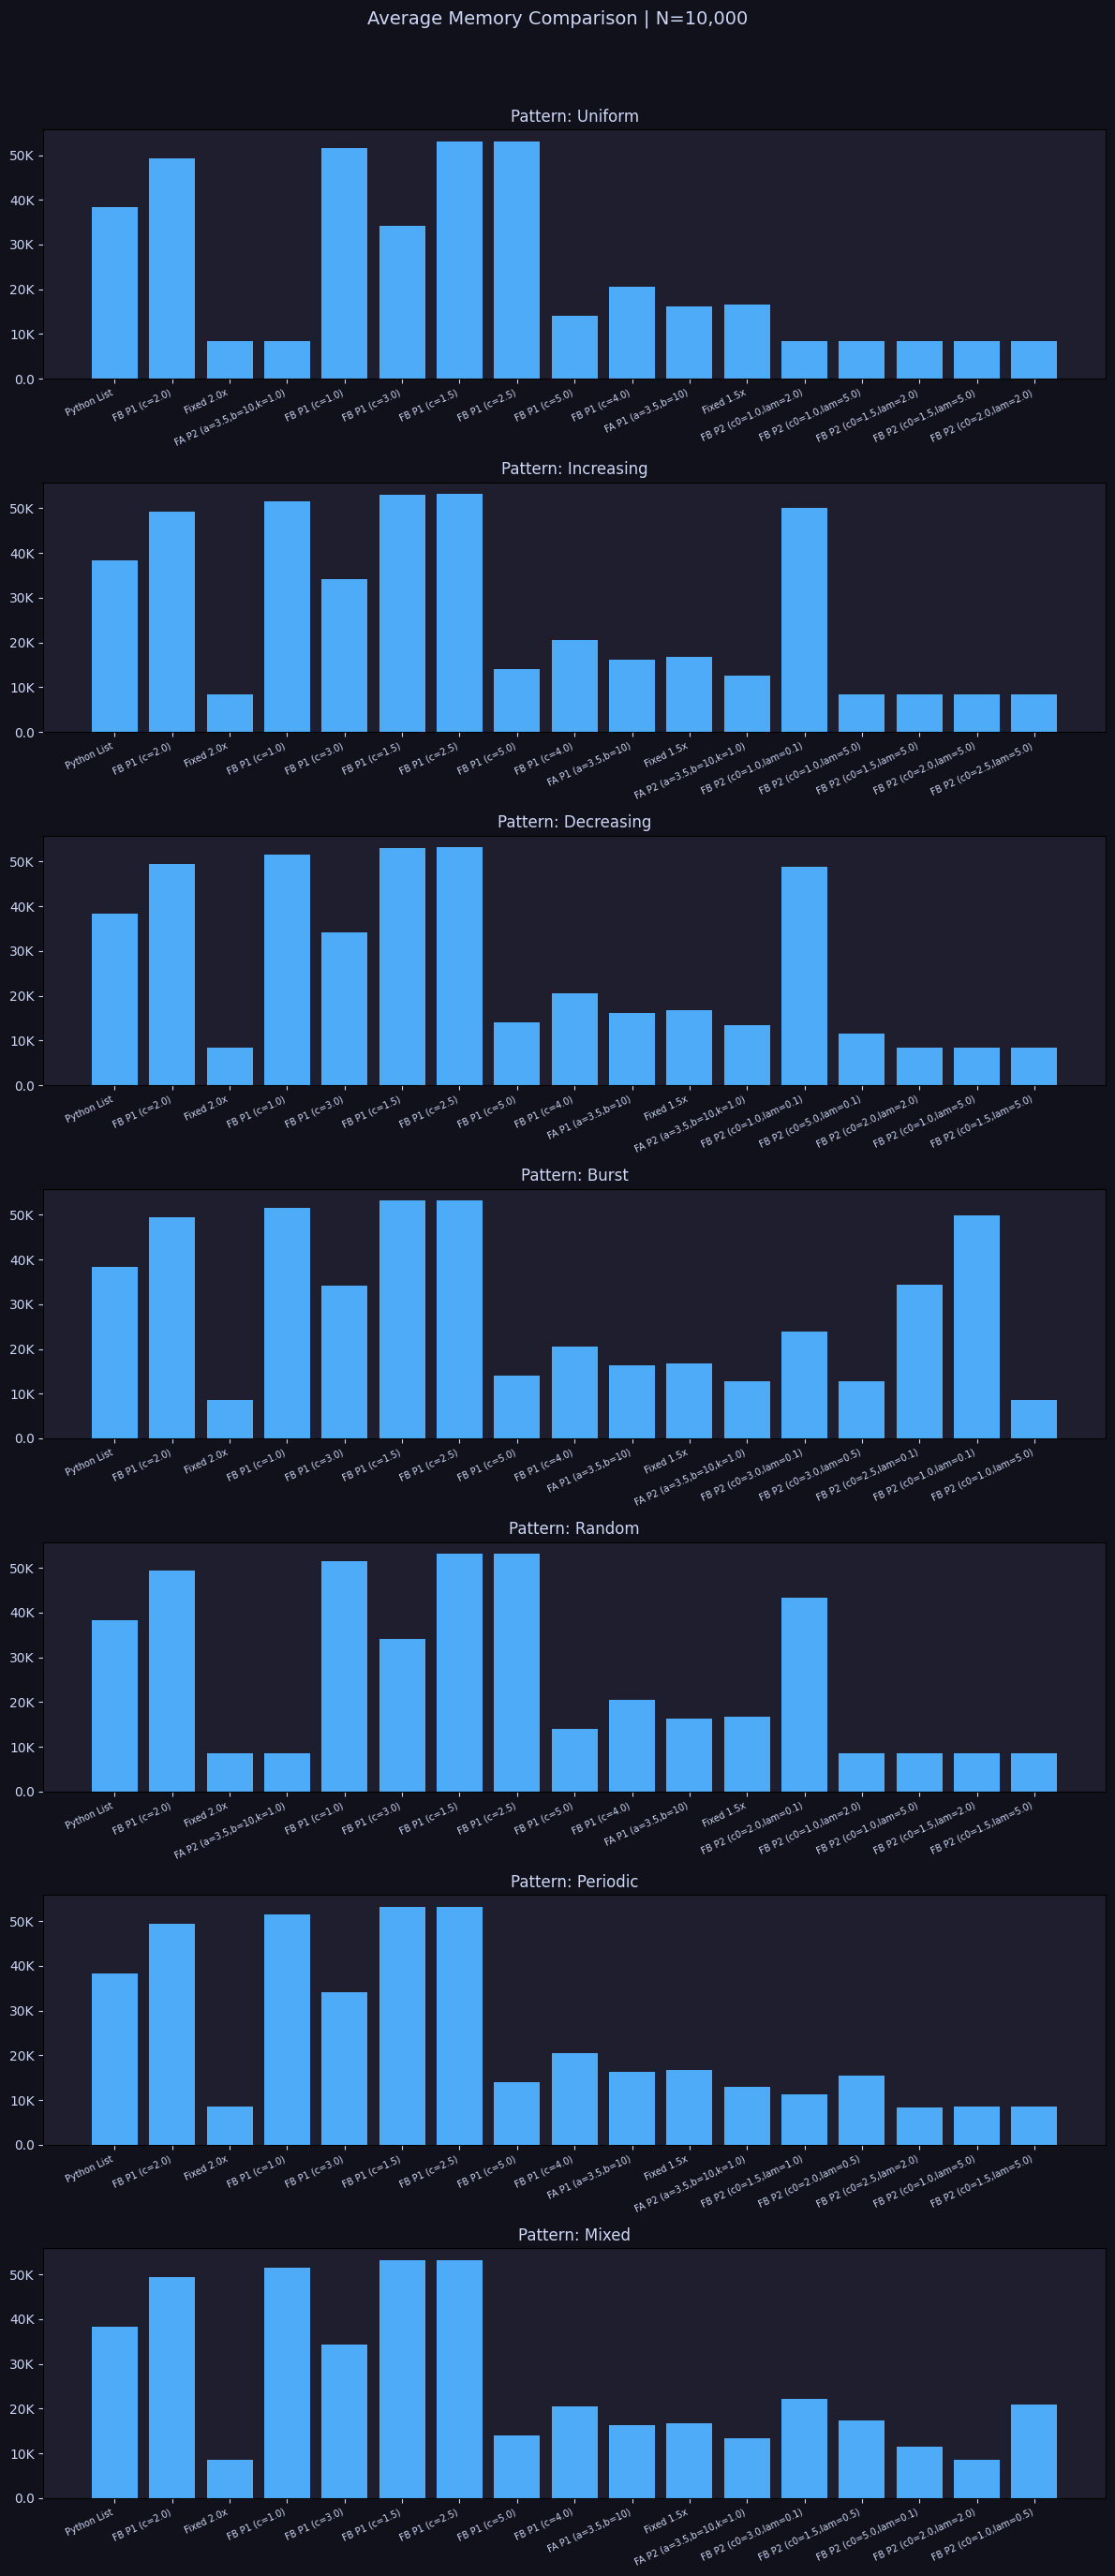 Average Memory Comparison | N=10,000
Pattern: Uniform
50K
40K
30K
20K
10K
0.0
Python List
FB P1 (c=2.0)
Fixed 2.0x
FA P2 (a=3.5,b=10,k=1.0)
FB P1 (c=1.0)
FB P1 (c=3.0)
FB P1 (c=1.5)
FB P1 (c=2.5)
FB P1 (c=5.0)
FB P1 (c=4.0)
FA P1 (a=3.5,b=10)
Fixed 1.5x
FB P2 (c0=1.0,lam=2.0)
FB P2 (c0=1.0,lam=5.0)
FB P2 (c0=1.5,lam=2.0)
FB P2 (c0=1.5,lam=5.0)
FB P2 (c0=2.0,lam=2.0)
Pattern: Increasing
50K
40K
30K
20K
10K
0.0
Python List
FB P1 (c=2.0)
Fixed 2.0x
FB P1 (c=1.0)
FB P1 (c=3.0)
FB P1 (c=1.5)
FB P1 (c=2.5)
FB P1 (c=5.0)
FB P1 (c=4.0)
FA P1 (a=3.5,b=10)
Fixed 1.5x
FA P2 (a=3.5,b=10,k=1.0)
FB P2 (c0=1.0,lam=0.1)
FB P2 (c0=1.0,lam=5.0)
FB P2 (c0=1.5,lam=5.0)
FB P2 (c0=2.0,lam=5.0)
FB P2 (c0=2.5,lam=5.0)
Pattern: Decreasing
50K
40K
30K
20K
10K
0.0
Python List
FB P1 (c=2.0)
Fixed 2.0x
FB P1 (c=1.0)
FB P1 (c=3.0)
FB P1 (c=1.5)
FB P1 (c=2.5)
FB P1 (c=5.0)
FB P1 (c=4.0)
FA P1 (a=3.5,b=10)
Fixed 1.5x
FA P2 (a=3.5,b=10,k=1.0)
FB P2 (c0=1.0,lam=0.1)
FB P2 (c0=5.0,lam=0.1)
FB P2 (c0=2.0,lam=2.0)
FB P2 (c0=1.0,lam=5.0)
FB P2 (c0=1.5,lam=5.0)
Pattern: Burst
50K
40K
30K
20K
10K
0.0
Python List
FB P1 (c=2.0)
Fixed 2.0x
FB P1 (c=1.0)
FB P1 (c=3.0)
FB P1 (c=1.5)
FB P1 (c=2.5)
FB P1 (c=5.0)
FB P1 (c=4.0)
FA P1 (a=3.5,b=10)
Fixed 1.5x
FA P2 (a=3.5,b=10,k=1.0)
FB P2 (c0=3.0,lam=0.1)
FB P2 (c0=3.0,lam=0.5)
FB P2 (c0=2.5,lam=0.1)
FB P2 (c0=1.0,lam=0.1)
FB P2 (c0=1.0,lam=5.0)
Pattern: Random
50K
40K
30K
20K
10K
0.0
Python List
FB P1 (c=2.0)
Fixed 2.0x
FA P2 (a=3.5,b=10,k=1.0)
FB P1 (c=1.0)
FB P1 (c=3.0)
FB P1 (c=1.5)
FB P1 (c=2.5)
FB P1 (c=5.0)
FB P1 (c=4.0)
FA P1 (a=3.5,b=10)
Fixed 1.5x
FB P2 (c0=2.0,lam=0.1)
FB P2 (c0=1.0,lam=2.0)
FB P2 (c0=1.0,lam=5.0)
FB P2 (c0=1.5,lam=2.0)
FB P2 (c0=1.5,lam=5.0)
Pattern: Periodic
50K
40K
30K
20K
10K
0.0
Python List
FB P1 (c=2.0)
Fixed 2.0x
FB P1 (c=1.0)
FB P1 (c=3.0)
FB P1 (c=1.5)
FB P1 (c=2.5)
FB P1 (c=5.0)
FB P1 (c=4.0)
FA P1 (a=3.5,b=10)
Fixed 1.5x
FA P2 (a=3.5,b=10,k=1.0)
FB P2 (c0=1.5,lam=1.0)
FB P2 (c0=2.0,lam=0.5)
FB P2 (c0=2.5,lam=2.0)
FB P2 (c0=1.0,lam=5.0)
FB P2 (c0=1.5,lam=5.0)
Pattern: Mixed
50K
40K
30K
20K
10K
0.0
Python List
FB P1 (c=2.0)
Fixed 2.0x
FB P1 (c=1.0)
FB P1 (c=3.0)
FB P1 (c=1.5)
FB P1 (c=2.5)
FB P1 (c=5.0)
FB P1 (c=4.0)
FA P1 (a=3.5,b=10)
Fixed 1.5x
FA P2 (a=3.5,b=10,k=1.0)
FB P2 (c0=3.0,lam=0.1)
FB P2 (c0=1.5,lam=0.5)
FB P2 (c0=5.0,lam=0.1)
FB P2 (c0=2.0,lam=2.0)
FB P2 (c0=1.0,lam=0.5)